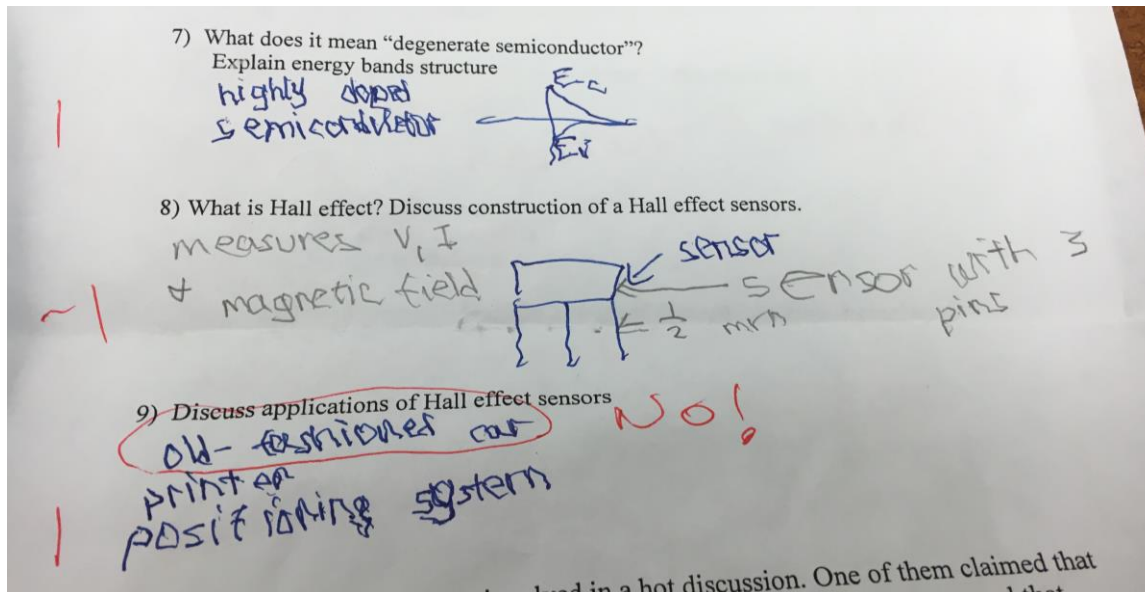 7) What does it mean "degenerate semiconductor"?
Explain energy bands structure
highly doped
semiconductor
Ec
Ev
1
8) What is Hall effect? Discuss construction of a Hall effect sensors.
measures V, I
+ magnetic field
sensor
sensor with 3
pins
1/2 mm
~1
9) Discuss applications of Hall effect sensors
NO!
old-fashioned car
printer
positioning system
1
in a hot discussion. One of them claimed that